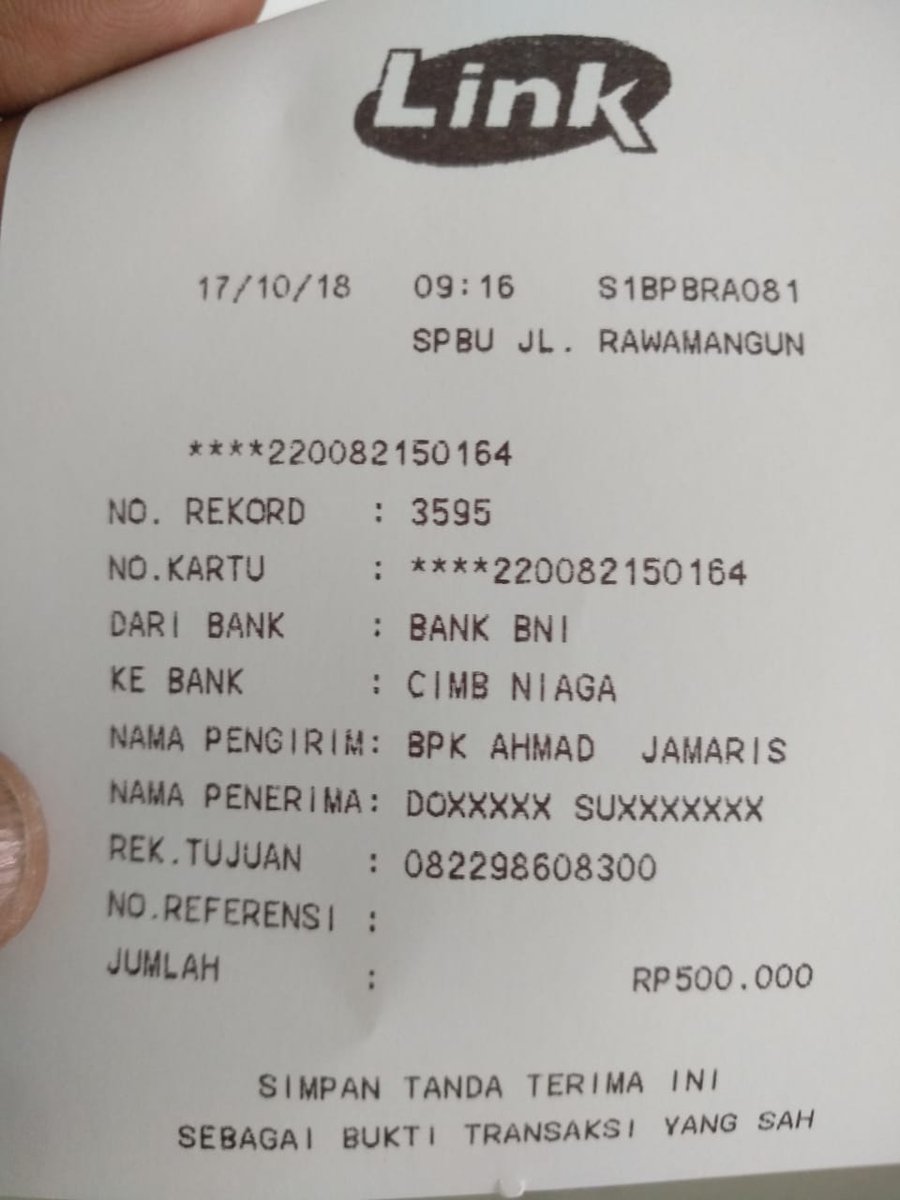 Link
17/10/18 09:16 S1BPBRA081
SPBU JL. RAWAMANGUN
****220082150164
NO. REKORD : 3595
NO.KARTU : ****220082150164
DARI BANK : BANK BNI
KE BANK : CIMB NIAGA
NAMA PENGIRIM: BPK AHMAD JAMARIS
NAMA PENERIMA: DOXXXXX SUXXXXXXX
REK.TUJUAN : 082298608300
NO.REFERENSI :
JUMLAH : RP500.000
SIMPAN TANDA TERIMA INI
SEBAGAI BUKTI TRANSAKSI YANG SAH